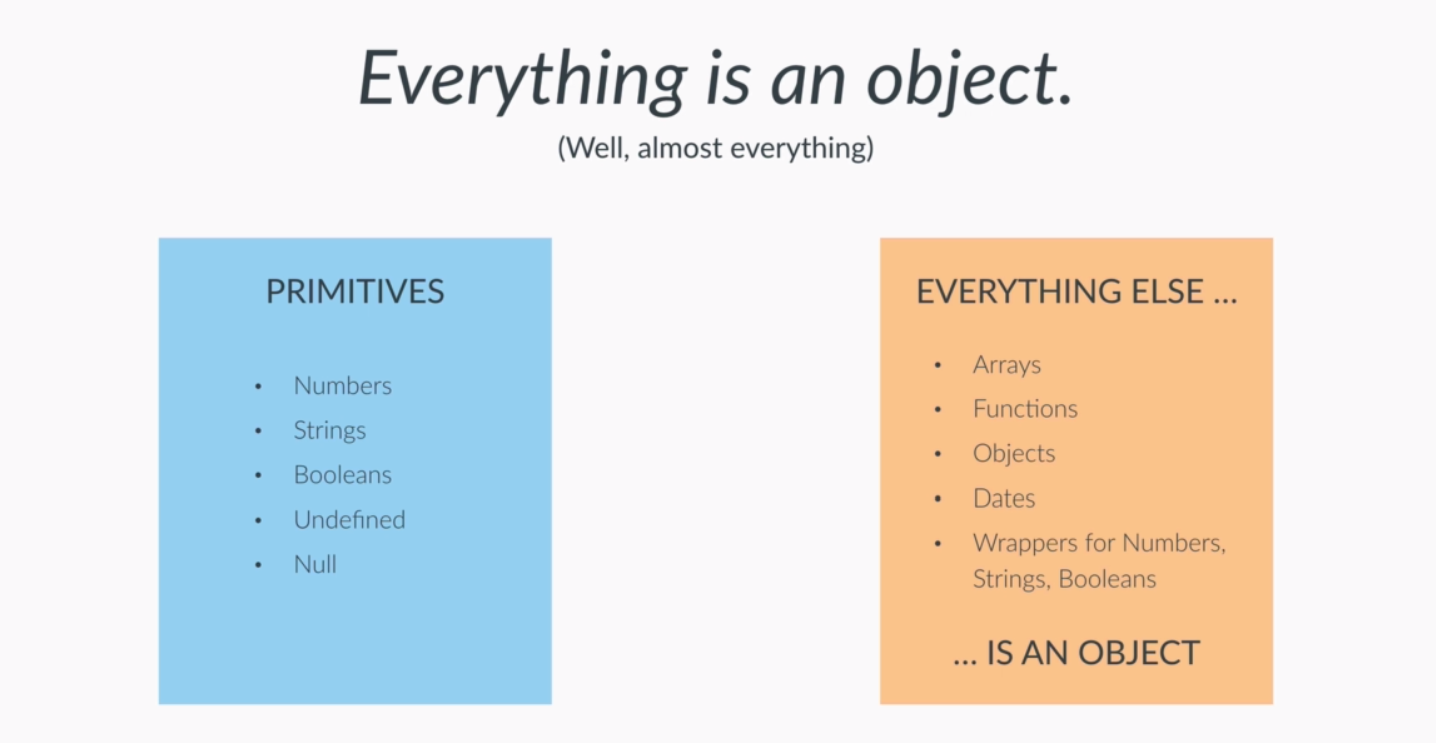 Everything is an object.
(Well, almost everything)
PRIMITIVES
• Numbers
• Strings
• Booleans
• Undefined
• Null
EVERYTHING ELSE ...
• Arrays
• Functions
• Objects
• Dates
• Wrappers for Numbers,
Strings, Booleans
... IS AN OBJECT